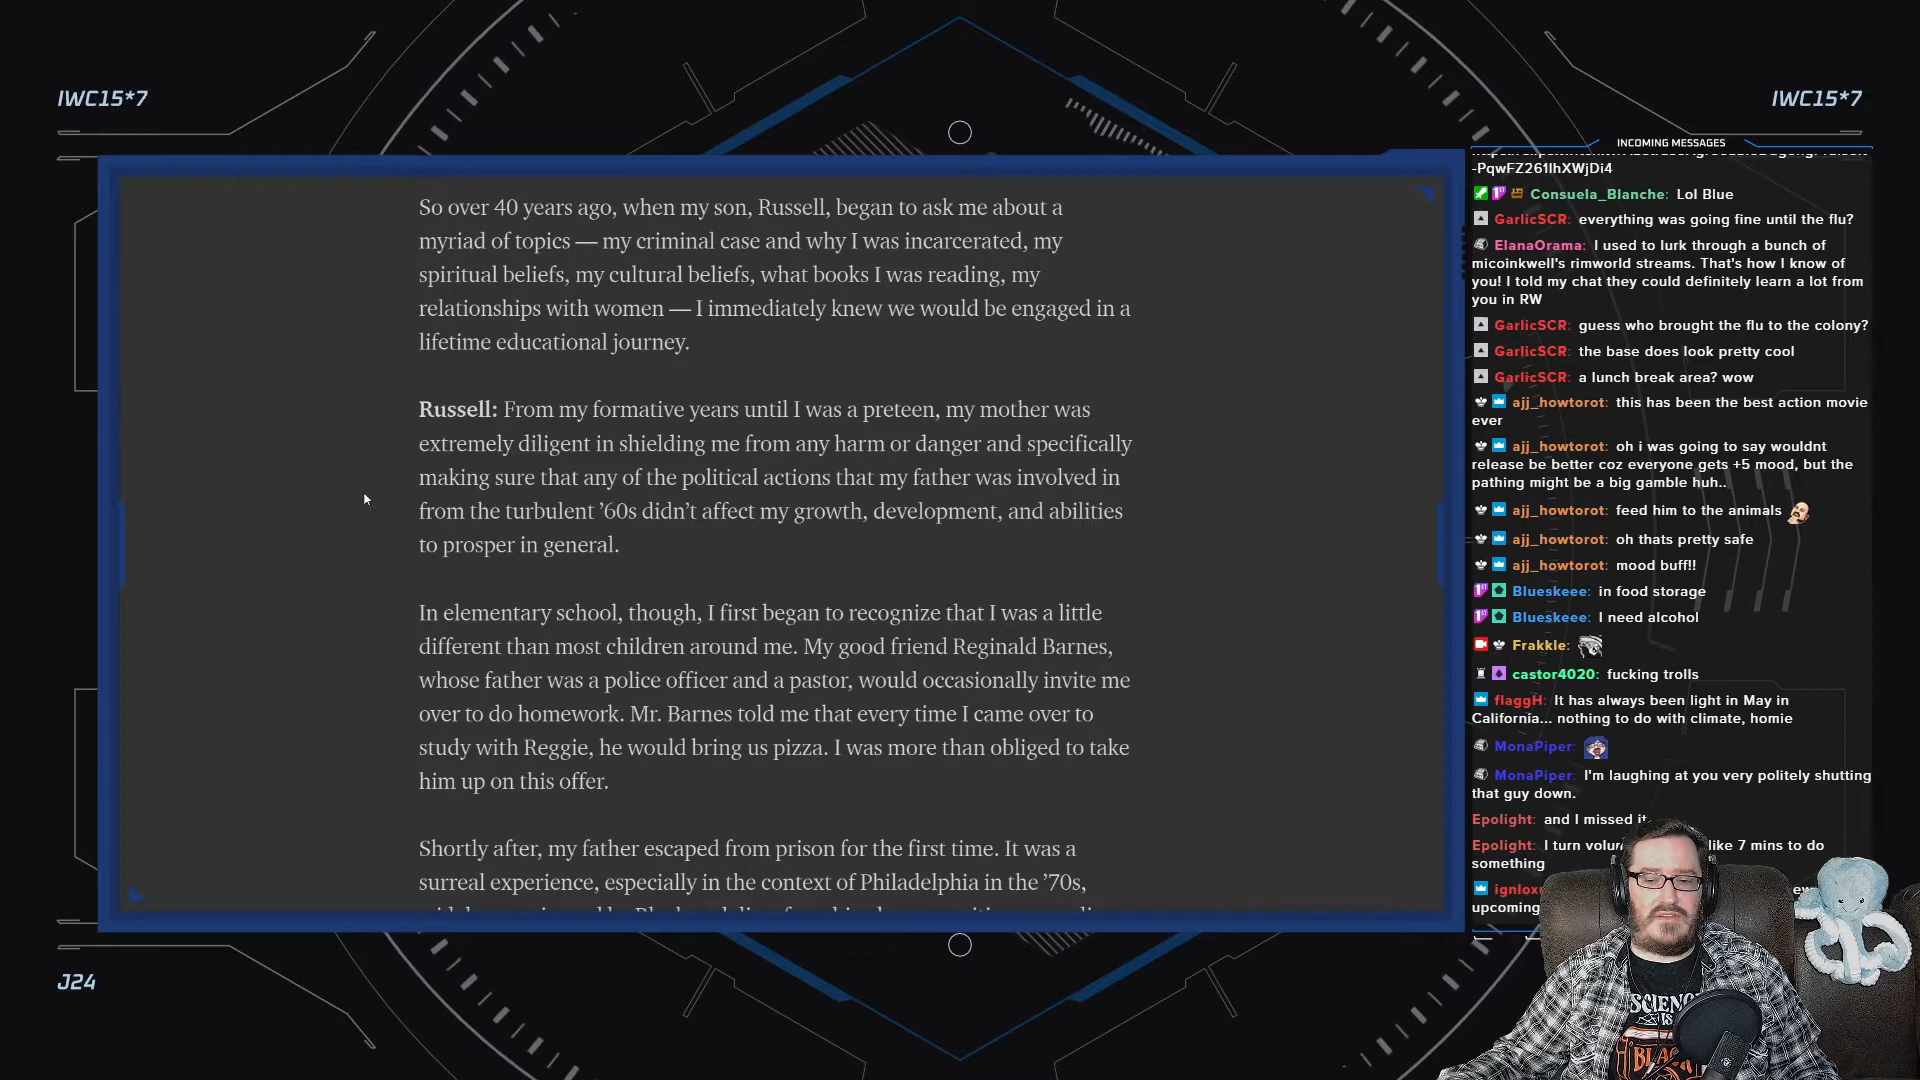 IWC15*7
IWC15*7
So over 40 years ago, when my son, Russell, began to ask me about a
myriad of topics — my criminal case and why I was incarcerated, my
spiritual beliefs, my cultural beliefs, what books I was reading, my
relationships with women — I immediately knew we would be engaged in a
lifetime educational journey.
Russell: From my formative years until I was a preteen, my mother was
extremely diligent in shielding me from any harm or danger and specifically
making sure that any of the political actions that my father was involved in
from the turbulent ’60s didn’t affect my growth, development, and abilities
to prosper in general.
In elementary school, though, I first began to recognize that I was a little
different than most children around me. My good friend Reginald Barnes,
whose father was a police officer and a pastor, would occasionally invite me
over to do homework. Mr. Barnes told me that every time I came over to
study with Reggie, he would bring us pizza. I was more than obliged to take
him up on this offer.
Shortly after, my father escaped from prison for the first time. It was a
surreal experience, especially in the context of Philadelphia in the ’70s,
J24
INCOMING MESSAGES
-PqwFZ261IhXWjDi4
Consuela_Blanche: Lol Blue
GarlicSCR: everything was going fine until the flu?
ElanaOrama: I used to lurk through a bunch of
micoinkwell's rimworld streams. That's how I know of
you! I told my chat they could definitely learn a lot from
you in RW
GarlicSCR: guess who brought the flu to the colony?
GarlicSCR: the base does look pretty cool
GarlicSCR: a lunch break area? wow
ajj_howtorot: this has been the best action movie
ever
ajj_howtorot: oh i was going to say wouldnt
release be better coz everyone gets +5 mood, but the
pathing might be a big gamble huh..
ajj_howtorot: feed him to the animals
ajj_howtorot: oh thats pretty safe
ajj_howtorot: mood buff!!
Blueskeee: in food storage
Blueskeee: I need alcohol
Frakkle:
castor4020: fucking trolls
flaggH: It has always been light in May in
California... nothing to do with climate, homie
MonaPiper:
MonaPiper: I'm laughing at you very politely shutting
that guy down.
Epolight: and I missed it
Epolight: I turn like 7 mins to do
something
upcoming
SCIENCE
IS